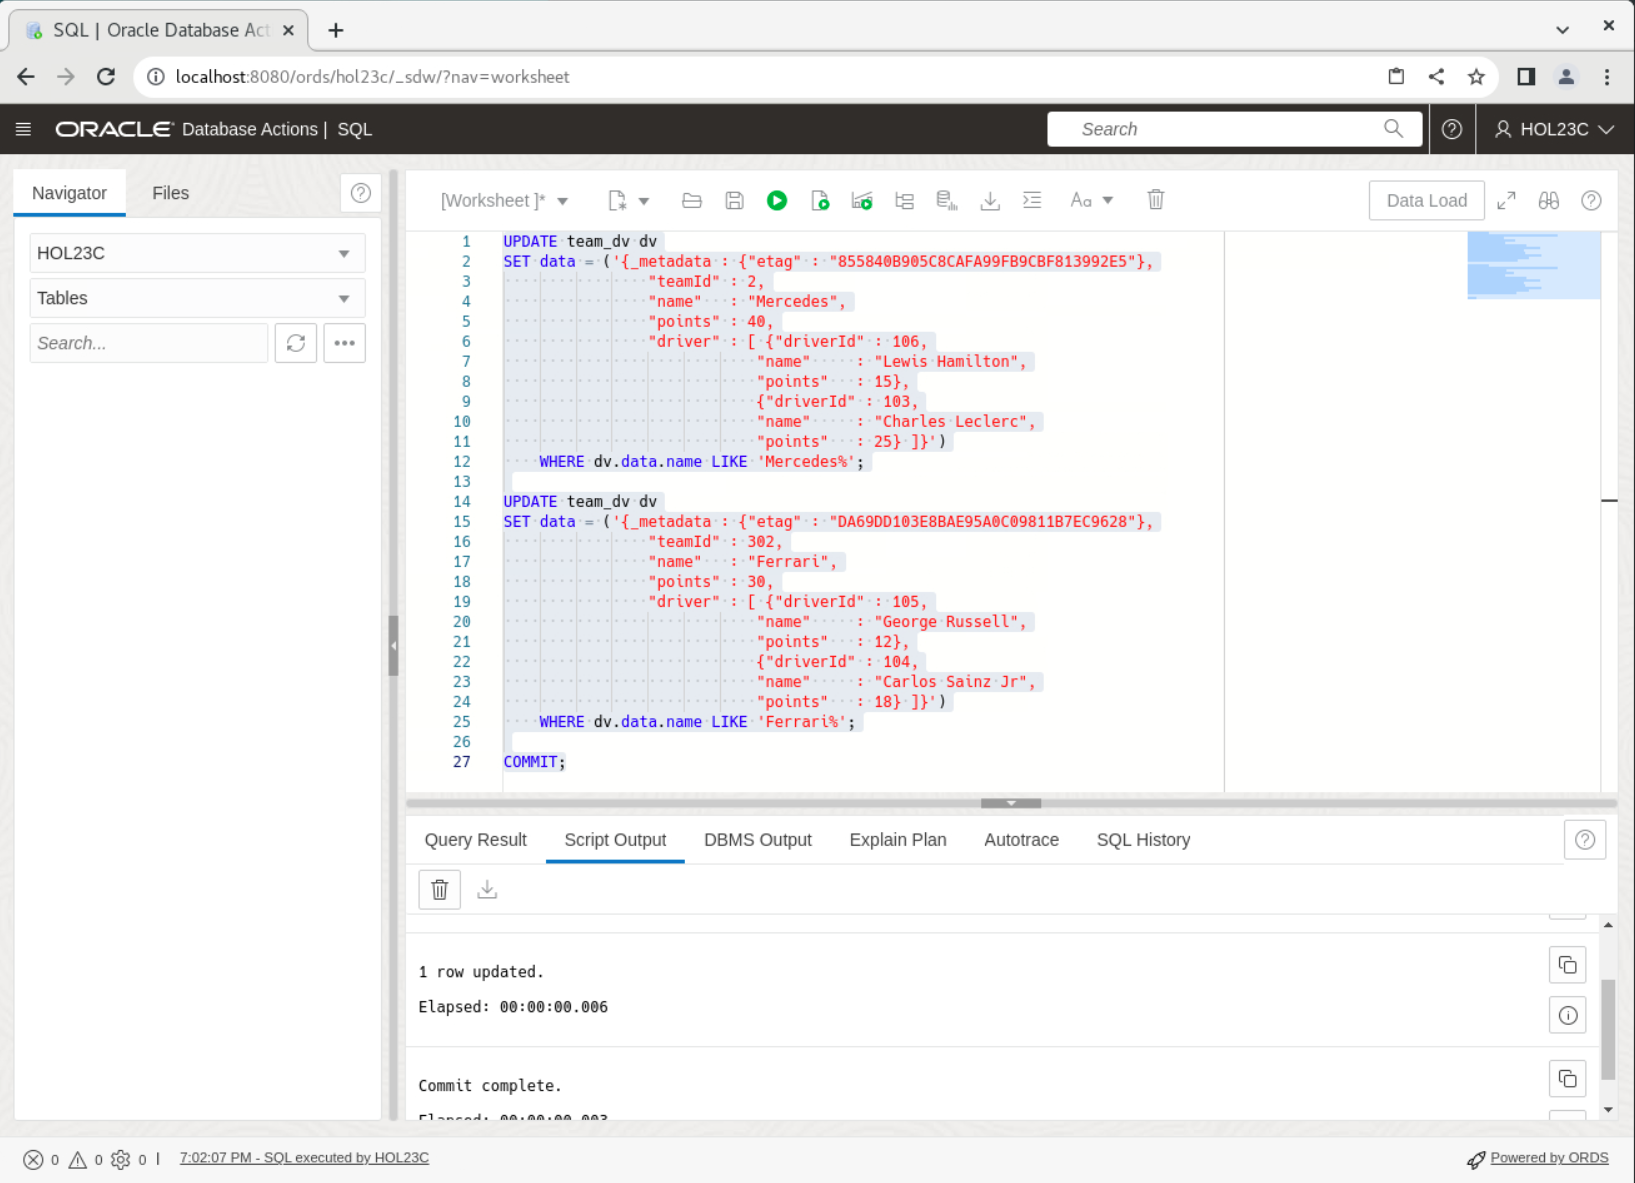 SQL | Oracle Database Act
localhost:8080/ords/hol23c/_sdw/?nav=worksheet
ORACLE Database Actions | SQL
Search
HOL23C
Navigator
Files
HOL23C
Tables
Search...
[Worksheet ]*
Aa
Data Load
1 UPDATE team_dv dv
2 SET data = ('{_metadata : {"etag" : "855840B905C8CAFA99FB9CBF813992E5"},
3 "teamId" : 2,
4 "name" : "Mercedes",
5 "points" : 40,
6 "driver" : [ {"driverId" : 106,
7 "name" : "Lewis Hamilton",
8 "points" : 15},
9 {"driverId" : 103,
10 "name" : "Charles Leclerc",
11 "points" : 25} ]}')
12 WHERE dv.data.name LIKE 'Mercedes%';
13
14 UPDATE team_dv dv
15 SET data = ('{_metadata : {"etag" : "DA69DD103E8BAE95A0C09811B7EC9628"},
16 "teamId" : 302,
17 "name" : "Ferrari",
18 "points" : 30,
19 "driver" : [ {"driverId" : 105,
20 "name" : "George Russell",
21 "points" : 12},
22 {"driverId" : 104,
23 "name" : "Carlos Sainz Jr",
24 "points" : 18} ]}')
25 WHERE dv.data.name LIKE 'Ferrari%';
26
27 COMMIT;
Query Result
Script Output
DBMS Output
Explain Plan
Autotrace
SQL History
1 row updated.
Elapsed: 00:00:00.006
Commit complete.
Elapsed: 00:00:00.003
0 0 0 | 7:02:07 PM - SQL executed by HOL23C
Powered by ORDS